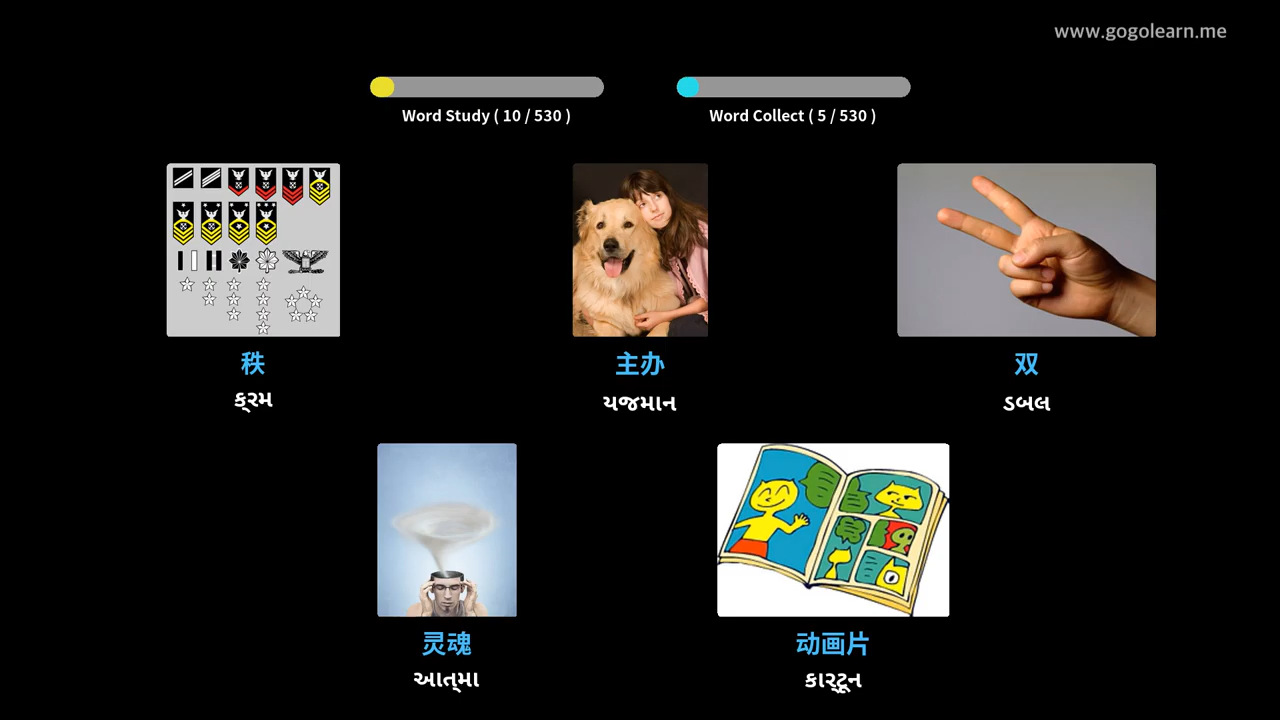 www.gogolearn.me
Word Study ( 10 / 530 )
Word Collect ( 5 / 530 )
秩
ક્રમ
主办
યજમાન
双
ડબલ
灵魂
આત્મા
动画片
કાર્ટૂન